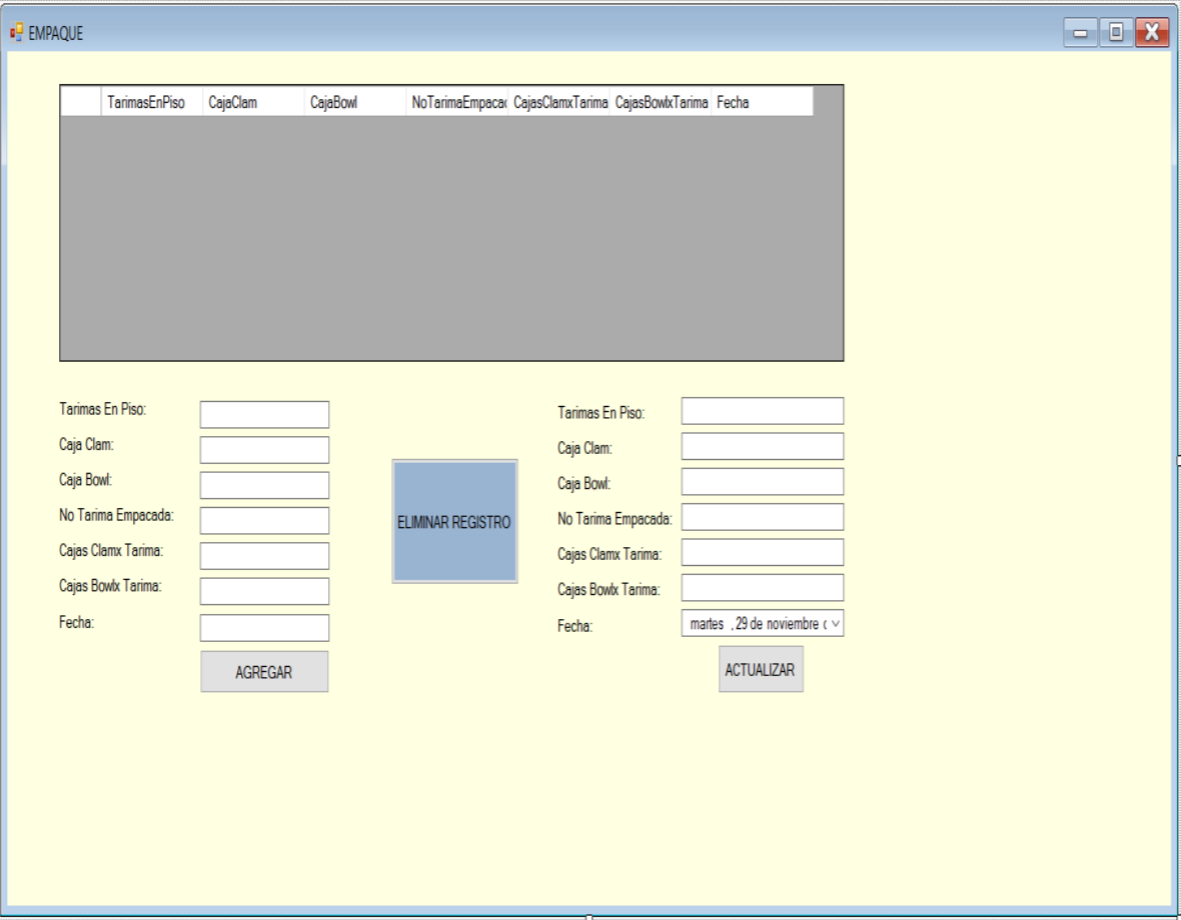 EMPAQUE
TarimasEnPiso CajaClam CajaBowl NoTarimaEmpacac CajasClamxTarima CajasBowlxTarima Fecha
Tarimas En Piso:
Caja Clam:
Caja Bowl:
No Tarima Empacada:
Cajas Clamx Tarima:
Cajas Bowlx Tarima:
Fecha:
AGREGAR
ELIMINAR REGISTRO
Tarimas En Piso:
Caja Clam:
Caja Bowl:
No Tarima Empacada:
Cajas Clamx Tarima:
Cajas Bowlx Tarima:
Fecha: martes , 29 de noviembre
ACTUALIZAR